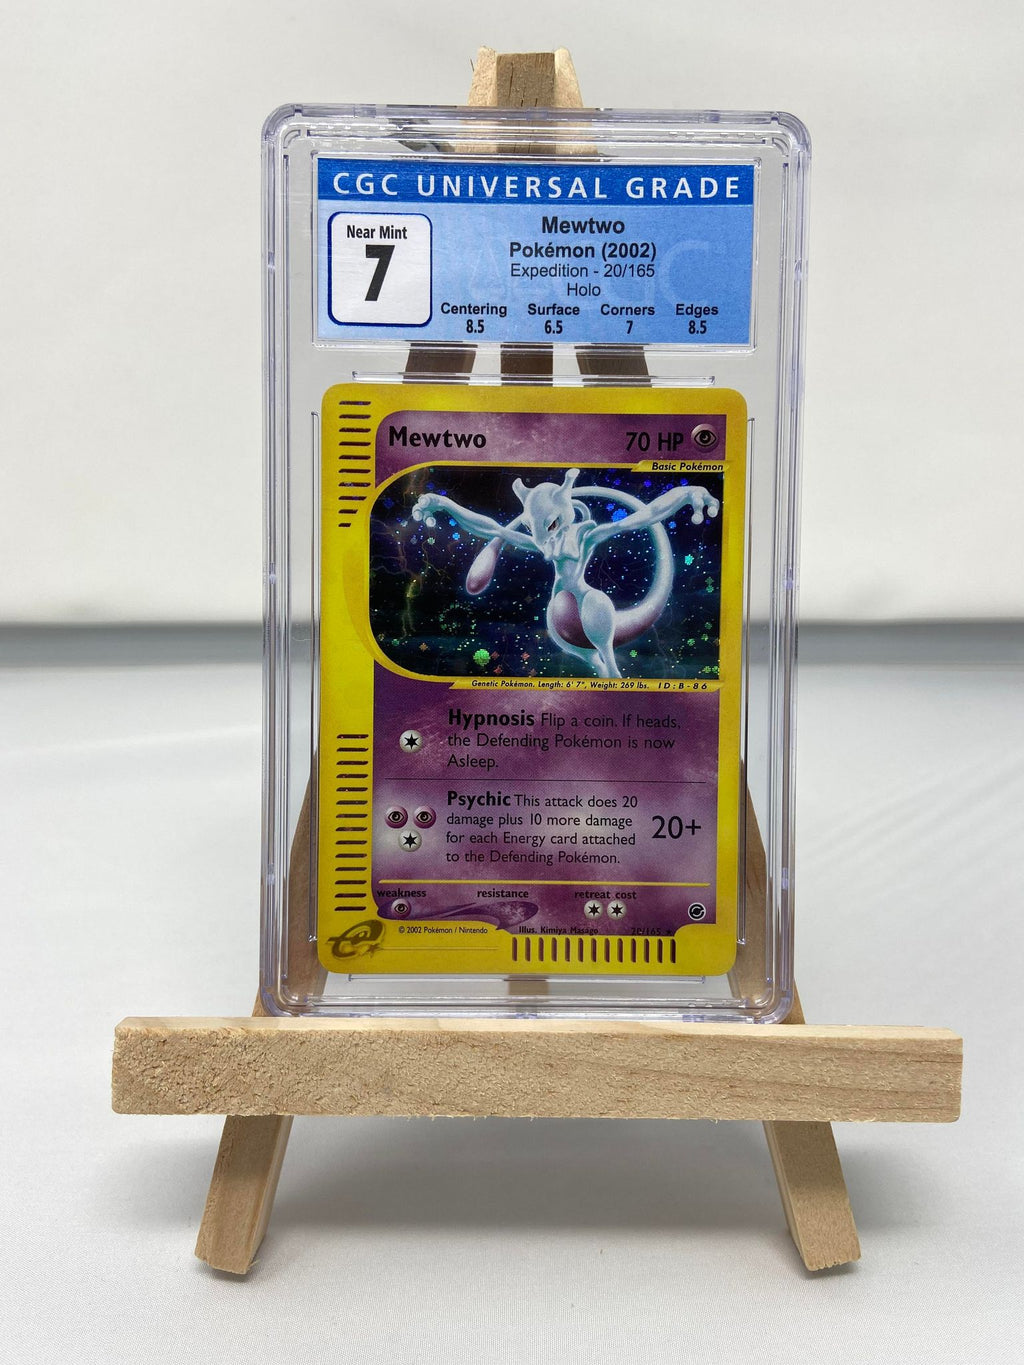 CGC UNIVERSAL GRADE
Near Mint
7
Mewtwo
Pokémon (2002)
Expedition - 20/165
Holo
Centering Surface Corners Edges
8.5 6.5 7 8.5
Mewtwo 70 HP
Basic Pokémon
Genetic Pokémon. Length: 6' 7", Weight: 269 lbs. ID:B-86
Hypnosis Flip a coin. If heads,
the Defending Pokémon is now
Asleep.
Psychic This attack does 20
damage plus 10 more damage
for each Energy card attached
to the Defending Pokémon.
20+
weakness resistance retreat cost
e
© 2002 Pokémon / Nintendo
Illus. Kimiya Masago 20/165 ★